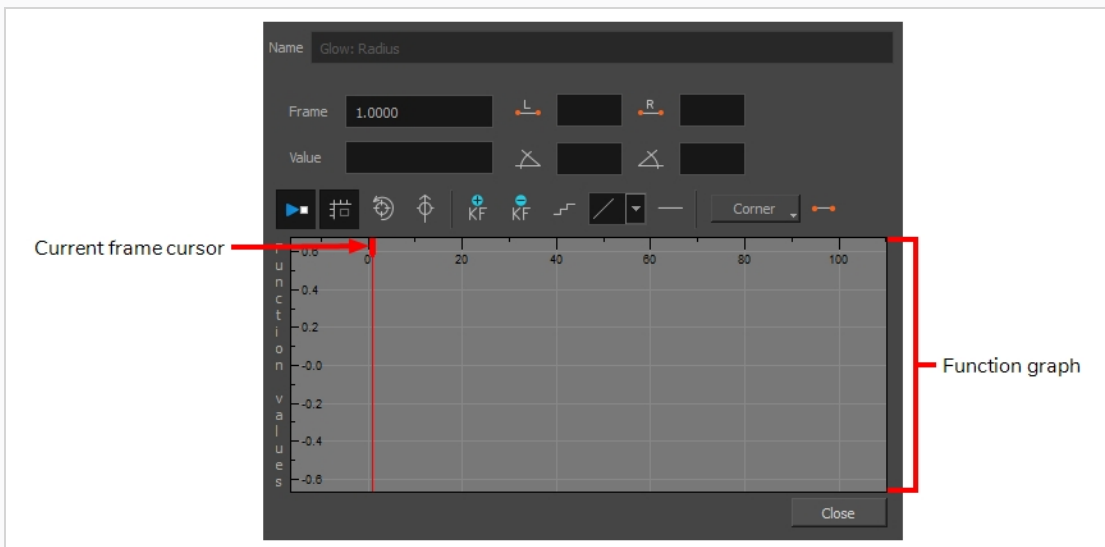 Name Glow: Radius
Frame 1.0000 L R
Value
KF KF Corner
Current frame cursor
Function values
0 20 40 60 80 100
-0.6
-0.4
-0.2
-0.0
-0.2
-0.4
-0.6
Function graph
Close